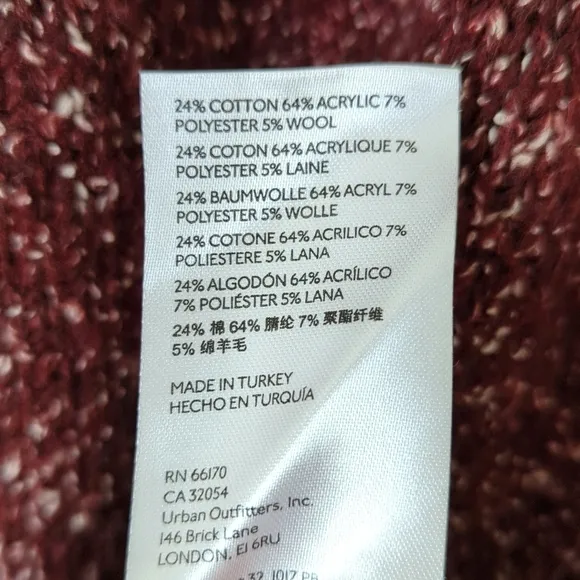 24% COTTON 64% ACRYLIC 7%
POLYESTER 5% WOOL
24% COTON 64% ACRYLIQUE 7%
POLYESTER 5% LAINE
24% BAUMWOLLE 64% ACRYL 7%
POLYESTER 5% WOLLE
24% COTONE 64% ACRILICO 7%
POLIESTERE 5% LANA
24% ALGODÓN 64% ACRÍLICO
7% POLIÉSTER 5% LANA
24% 棉 64% 腈纶 7% 聚酯纤维
5% 绵羊毛
MADE IN TURKEY
HECHO EN TURQUÍA
RN 66170
CA 32054
Urban Outfitters, Inc.
146 Brick Lane
LONDON, E1 6RU
1017